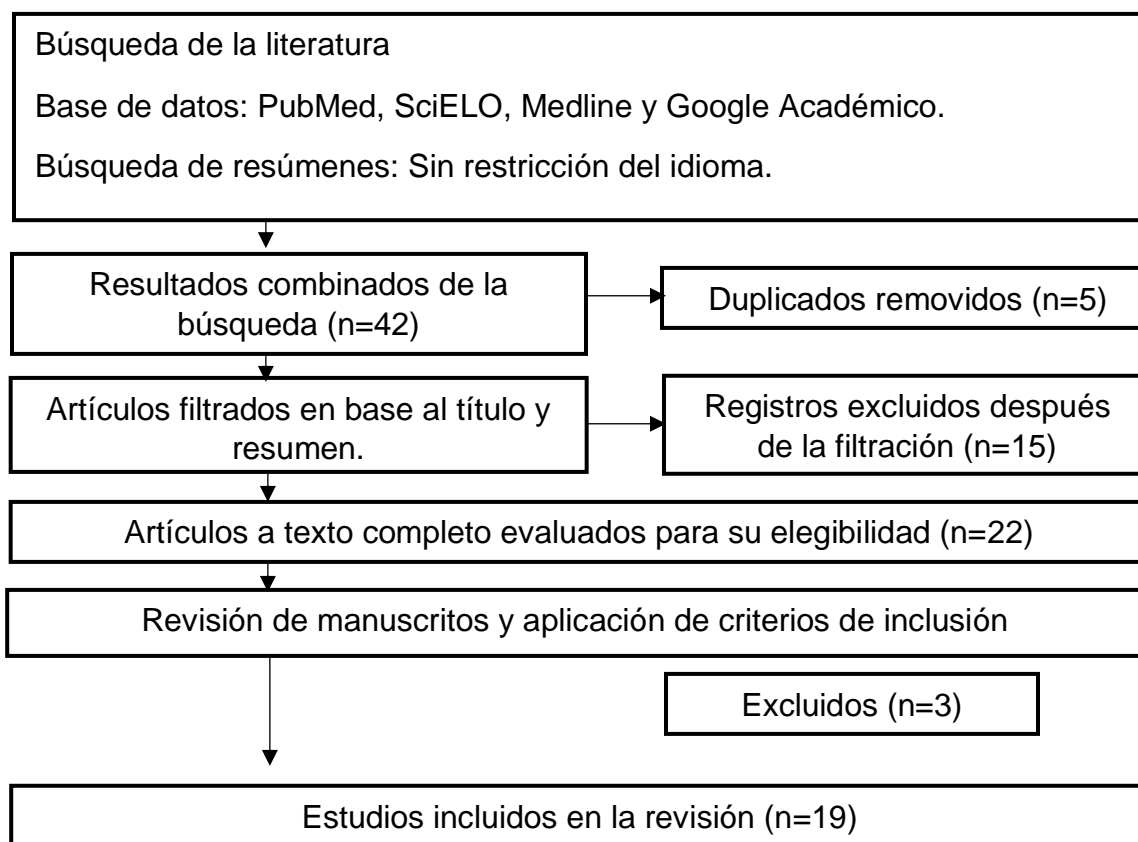 Búsqueda de la literatura
Base de datos: PubMed, SciELO, Medline y Google Académico.
Búsqueda de resúmenes: Sin restricción del idioma.
Resultados combinados de la
búsqueda (n=42)
Duplicados removidos (n=5)
Artículos filtrados en base al título y
resumen.
Registros excluidos después
de la filtración (n=15)
Artículos a texto completo evaluados para su elegibilidad (n=22)
Revisión de manuscritos y aplicación de criterios de inclusión
Excluidos (n=3)
Estudios incluidos en la revisión (n=19)